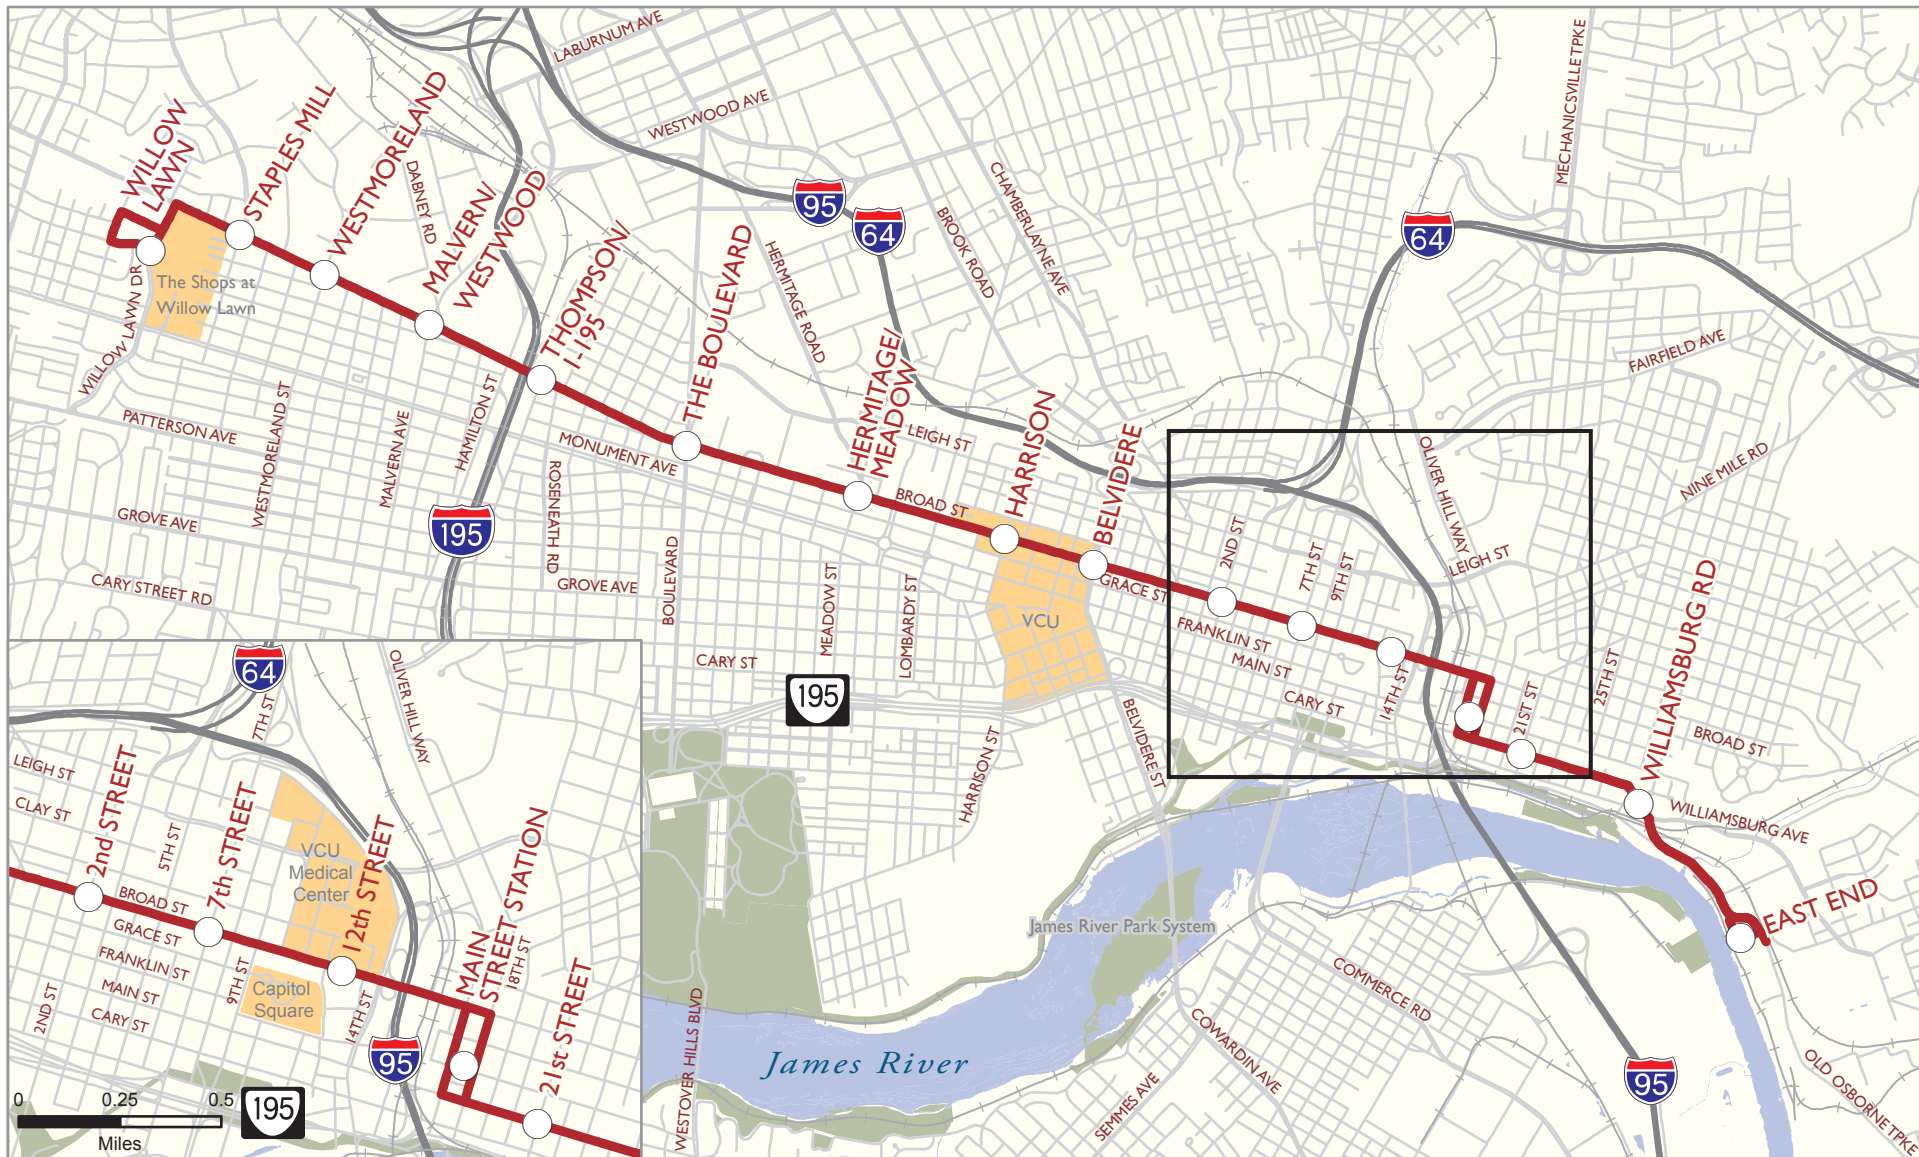 LABURNUM AVE
WESTWOOD AVE
MECHANICSVILLE TPKE
WILLOW
LAWN
STAPLES MILL
WESTMORELAND
DABNEY RD
MALVERN/
WESTWOOD
THOMPSON/
I-195
THE BOULEVARD
HERMITAGE ROAD
95
64
BROOK ROAD
CHAMBERLAYNE AVE
64
The Shops at
Willow Lawn
WILLOW LAWN DR
PATTERSON AVE
WESTMORELAND ST
MALVERN AVE
HAMILTON ST
MONUMENT AVE
ROSENEATH RD
HERMITAGE/
MEADOW
LEIGH ST
BROAD ST
HARRISON
BELVIDERE
FAIRFIELD AVE
NINE MILE RD
OLIVER HILL WAY
LEIGH ST
GROVE AVE
195
CARY STREET RD
GROVE AVE
BOULEVARD
MEADOW ST
LOMBARDY ST
CARY ST
195
VCU
GRACE ST
2ND ST
7TH ST
9TH ST
FRANKLIN ST
MAIN ST
CARY ST
14TH ST
21ST ST
25TH ST
WILLIAMSBURG RD
BROAD ST
WILLIAMSBURG AVE
EAST END
HARRISON ST
BELVIDERE ST
James River Park System
COMMERCE RD
COWARDIN AVE
SEMMES AVE
WESTOVER HILLS BLVD
James River
95
OLD OSBORNE TPKE
64
7TH ST
OLIVER HILL WAY
LEIGH ST
CLAY ST
2nd STREET
5TH ST
7th STREET
VCU
Medical
Center
12th STREET
BROAD ST
GRACE ST
FRANKLIN ST
MAIN ST
CARY ST
2ND ST
9TH ST
Capitol
Square
14TH ST
MAIN
STREET STATION
18TH ST
21st STREET
95
195
0 0.25 0.5
Miles